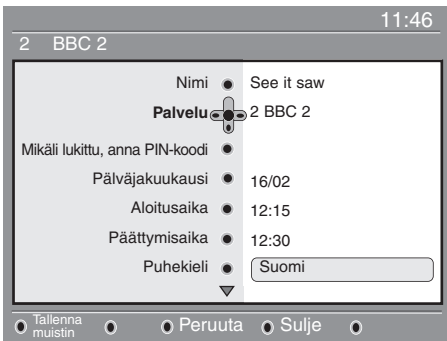 11:46
2 BBC 2
Nimi See it saw
Palvelu 2 BBC 2
Mikäli lukittu, anna PIN-koodi
Päiväjakuukausi 16/02
Aloitusaika 12:15
Päättymisaika 12:30
Puhekieli Suomi
Tallenna
muistin Peruuta Sulje